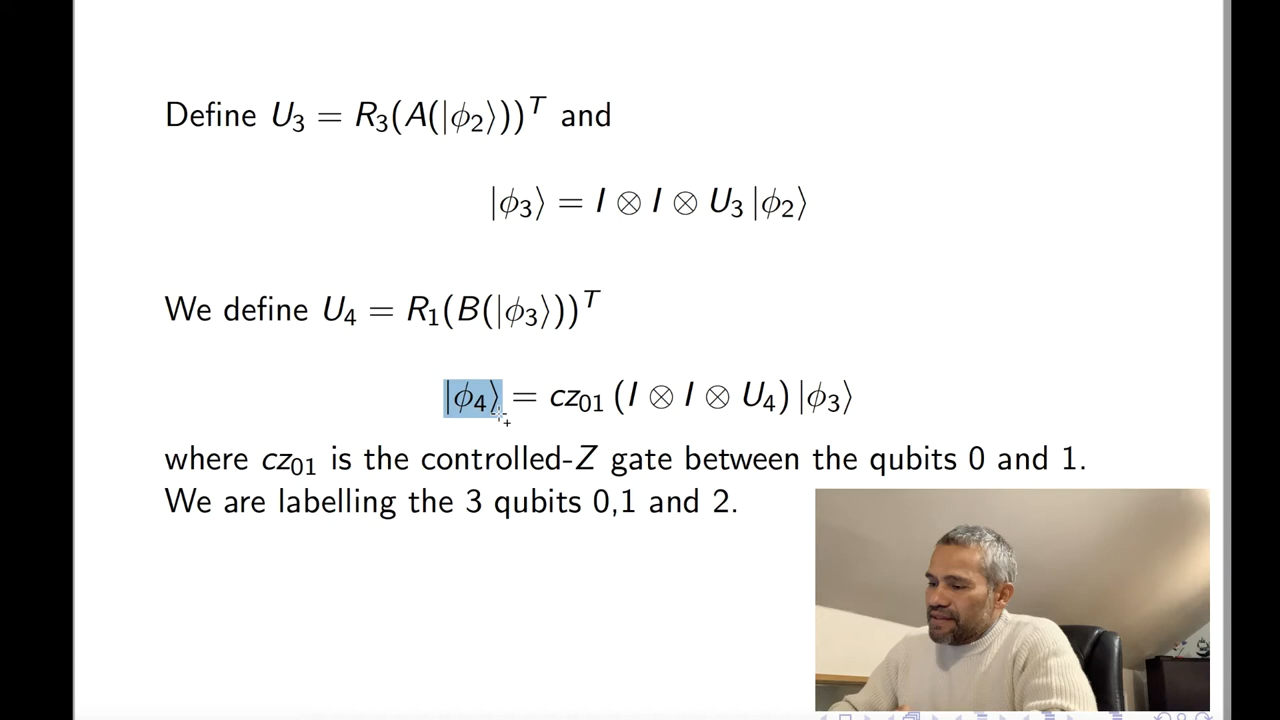 Define U₃ = R₃(A(|ϕ₂⟩))ᵀ and
|ϕ₃⟩ = I ⊗ I ⊗ U₃ |ϕ₂⟩
We define U₄ = R₁(B(|ϕ₃⟩))ᵀ
|ϕ₄⟩ = cz₀₁ (I ⊗ I ⊗ U₄) |ϕ₃⟩
where cz₀₁ is the controlled-Z gate between the qubits 0 and 1.
We are labelling the 3 qubits 0,1 and 2.